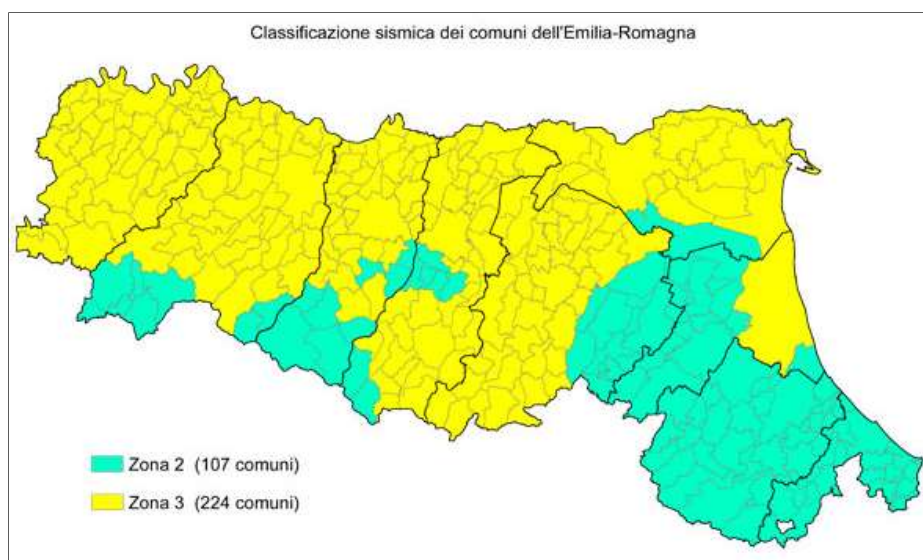 Classificazione sismica dei comuni dell'Emilia-Romagna
Zona 2 (107 comuni)
Zona 3 (224 comuni)